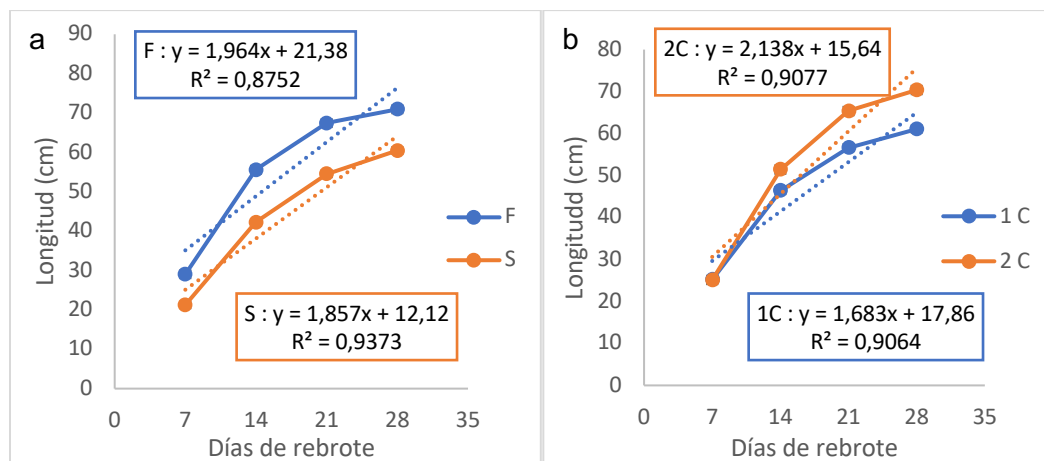 a
F : y = 1,964x + 21,38
R² = 0,8752
90
80
70
60
50
40
30
20
10
0
Longitud (cm)
F
S
S : y = 1,857x + 12,12
R² = 0,9373
0 7 14 21 28 35
Días de rebrote
b
2C : y = 2,138x + 15,64
R² = 0,9077
80
70
60
50
40
30
20
10
0
Longitudd (cm)
1 C
2 C
1C : y = 1,683x + 17,86
R² = 0,9064
0 7 14 21 28 35
Días de rebrote